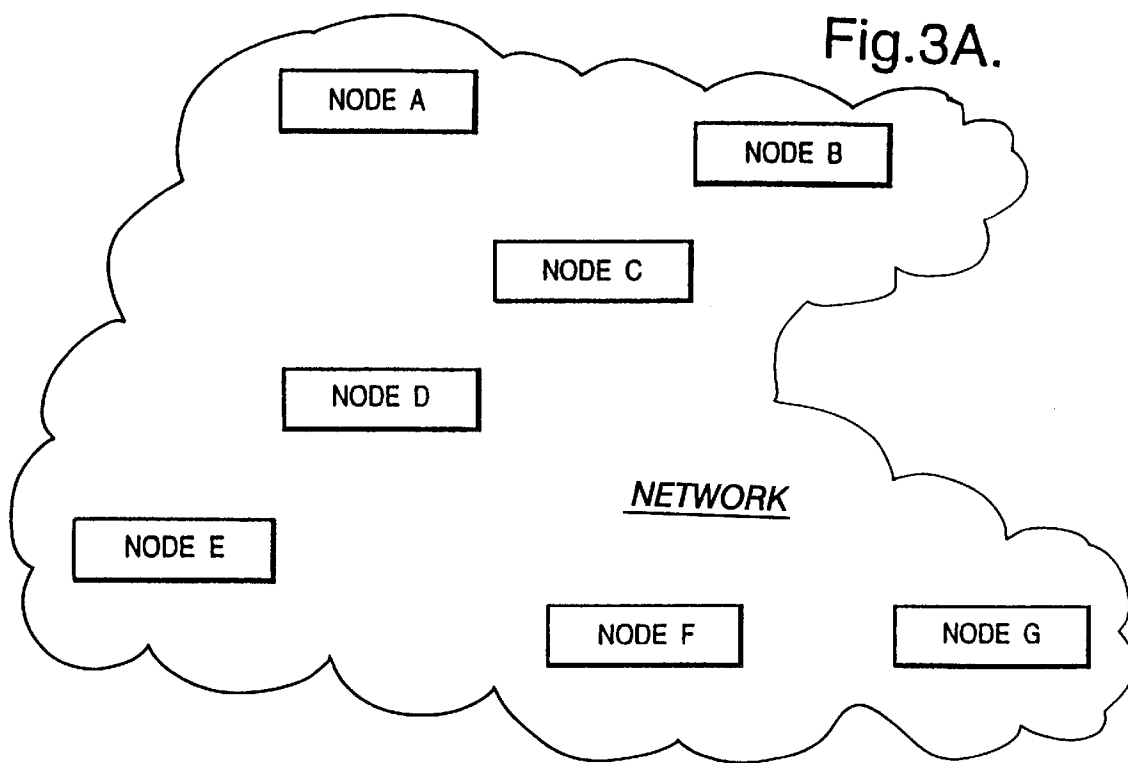 Fig.3A.
NODE A
NODE B
NODE C
NODE D
NETWORK
NODE E
NODE F
NODE G